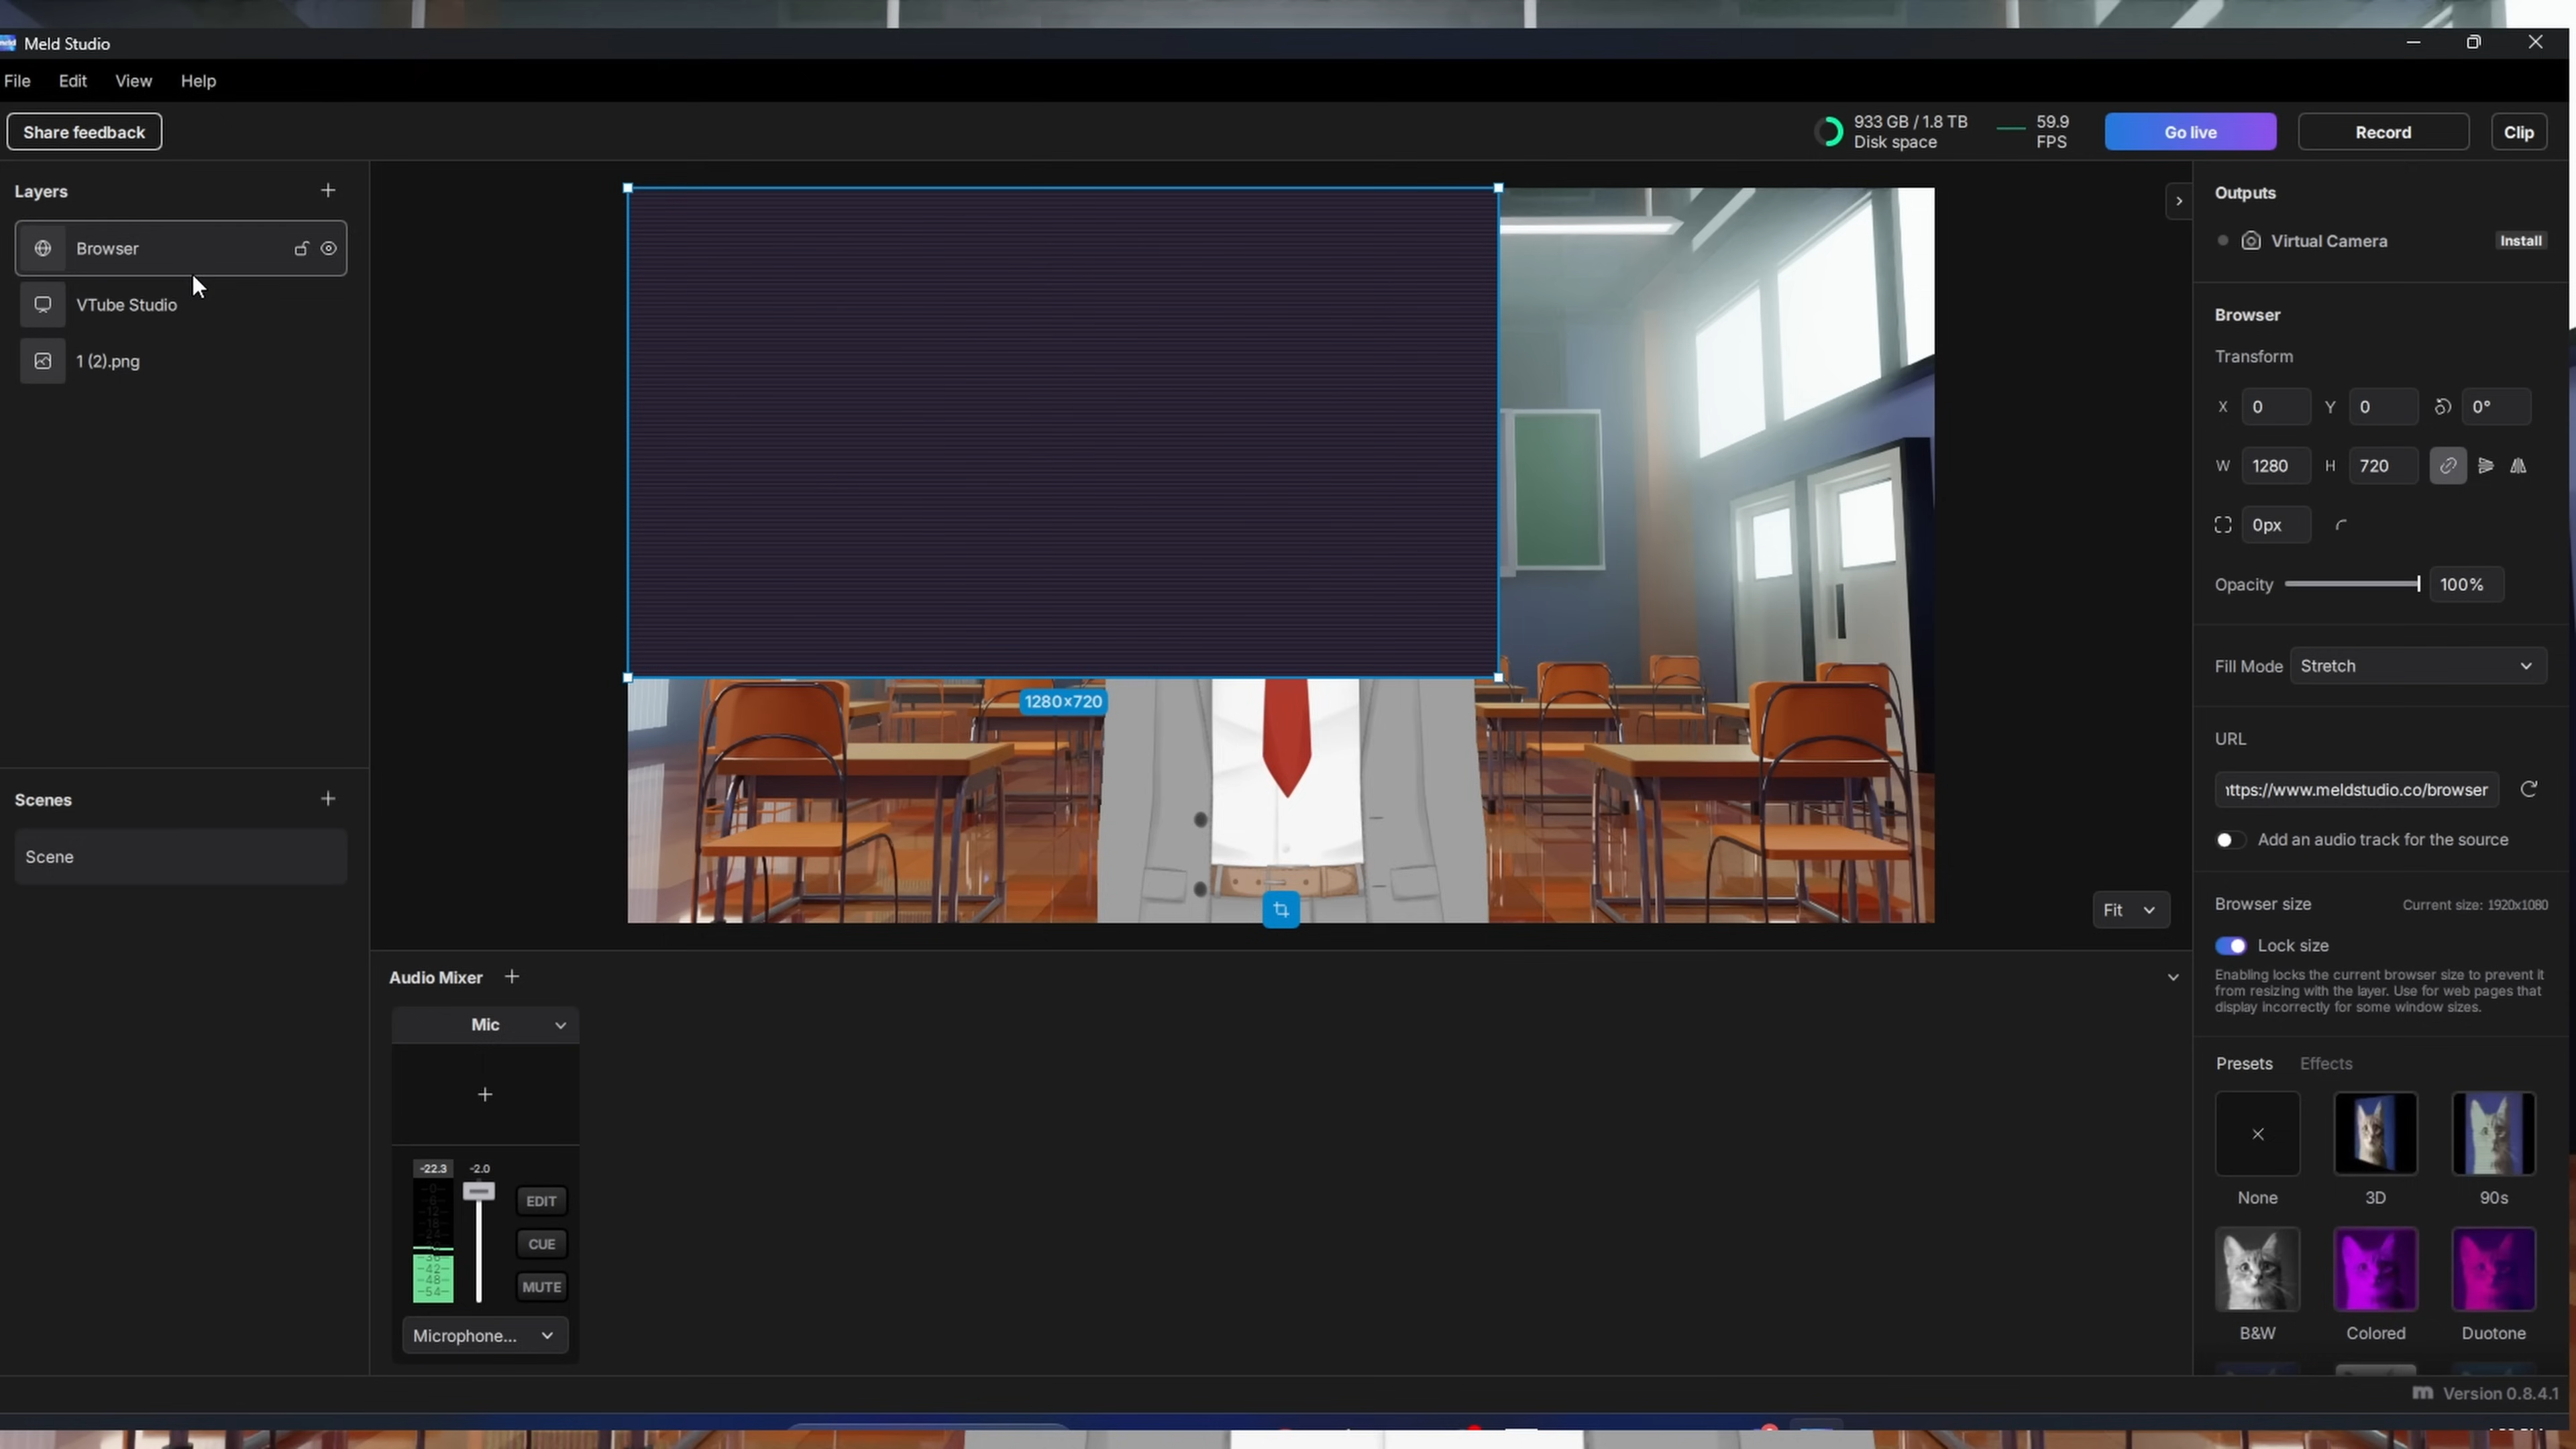 Meld Studio
File Edit View Help
Share feedback
933 GB / 1.8 TB
Disk space
59.9
FPS
Go live
Record
Clip
Layers
Browser
VTube Studio
1 (2).png
Scenes
Scene
1280×720
Fit
Audio Mixer
Mic
-22.3
-2.0
EDIT
CUE
MUTE
Microphone...
Outputs
Virtual Camera
Install
Browser
Transform
X 0 Y 0 0°
W 1280 H 720
0px
Opacity 100%
Fill Mode Stretch
URL
ttps://www.meldstudio.co/browser
Add an audio track for the source
Browser size
Current size: 1920x1080
Lock size
Enabling locks the current browser size to prevent it
from resizing with the layer. Use for web pages that
display incorrectly for some window sizes.
Presets Effects
None 3D 90s
B&W Colored Duotone
Version 0.8.4.1